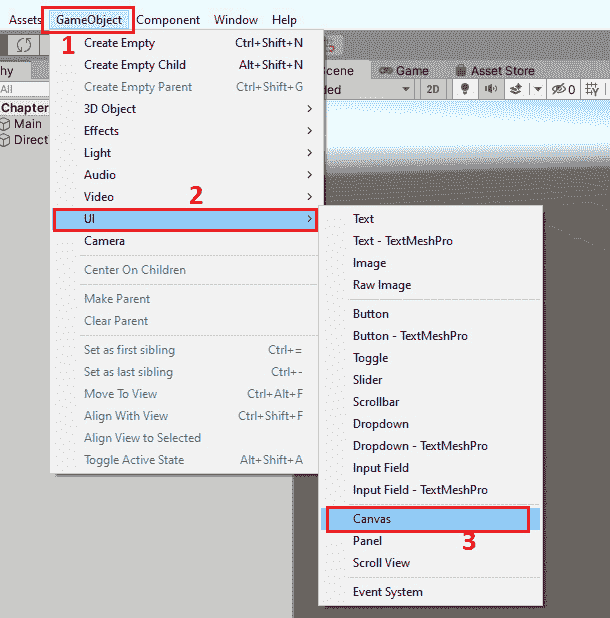 Assets GameObject Component Window Help
1
hy
All
Chapter
Main
Direct
Scene Game Asset Store
ded 2D 0
Create Empty Ctrl+Shift+N
Create Empty Child Alt+Shift+N
Create Empty Parent Ctrl+Shift+G
3D Object >
Effects >
Light >
Audio >
Video >
2
UI >
Camera
Center On Children
Make Parent
Clear Parent
Set as first sibling Ctrl+=
Set as last sibling Ctrl+-
Move To View Ctrl+Alt+F
Align With View Ctrl+Shift+F
Align View to Selected
Toggle Active State Alt+Shift+A
Text
Text - TextMeshPro
Image
Raw Image
Button
Button - TextMeshPro
Toggle
Slider
Scrollbar
Dropdown
Dropdown - TextMeshPro
Input Field
Input Field - TextMeshPro
Canvas
3
Panel
Scroll View
Event System